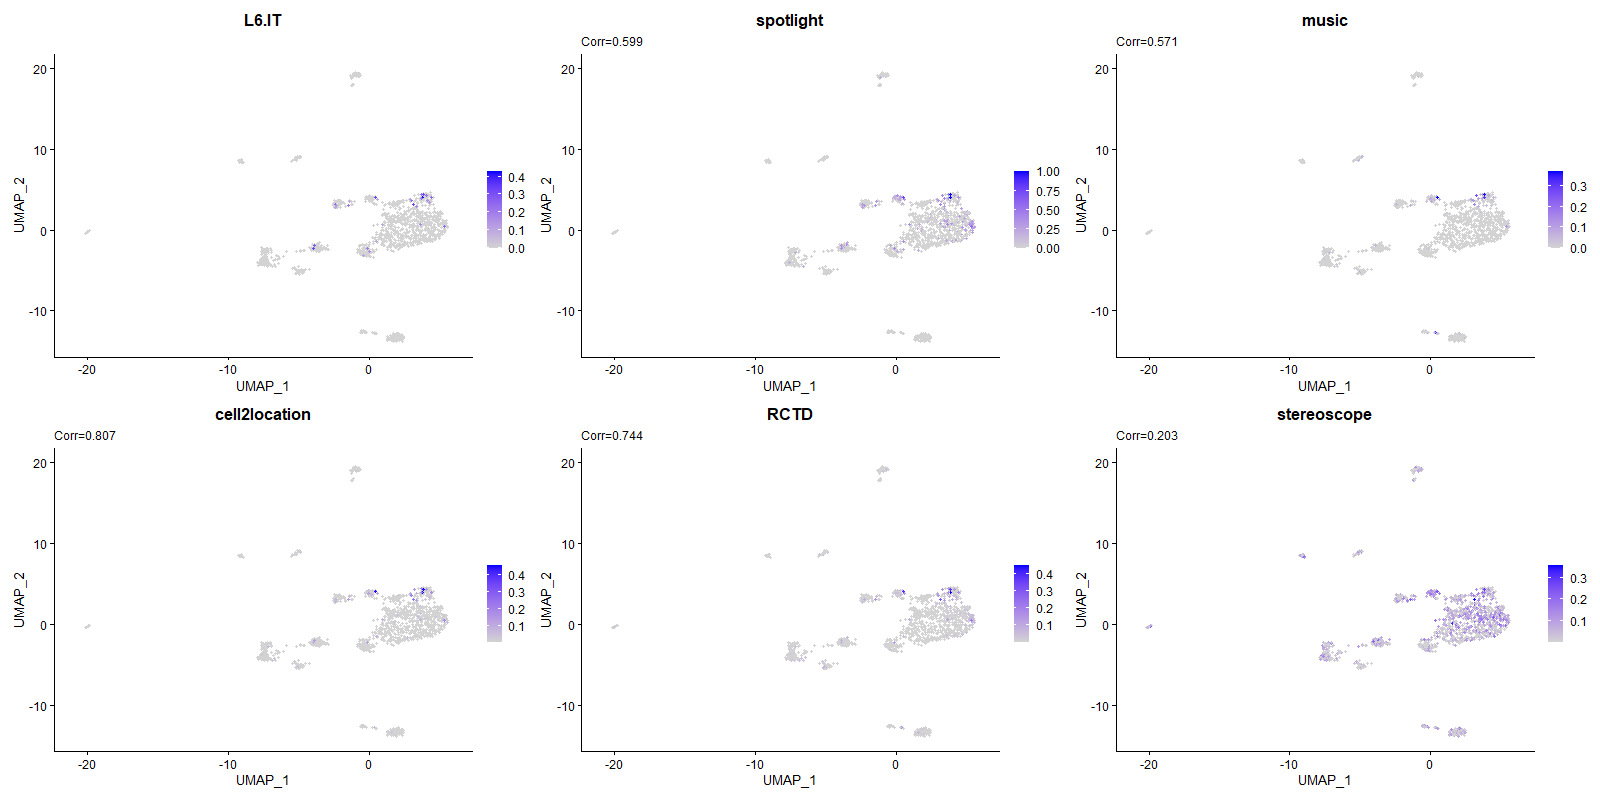 L6.IT
spotlight
music
Corr=0.599
Corr=0.571
20
10
0
-10
-20
-10
0
UMAP_1
UMAP_2
0.4
0.3
0.2
0.1
0.0
20
10
0
-10
-20
-10
0
UMAP_1
UMAP_2
1.00
0.75
0.50
0.25
0.00
20
10
0
-10
-20
-10
0
UMAP_1
UMAP_2
0.3
0.2
0.1
0.0
cell2location
RCTD
stereoscope
Corr=0.807
Corr=0.744
Corr=0.203
20
10
0
-10
-20
-10
0
UMAP_1
UMAP_2
0.4
0.3
0.2
0.1
20
10
0
-10
-20
-10
0
UMAP_1
UMAP_2
0.4
0.3
0.2
0.1
20
10
0
-10
-20
-10
0
UMAP_1
UMAP_2
0.3
0.2
0.1